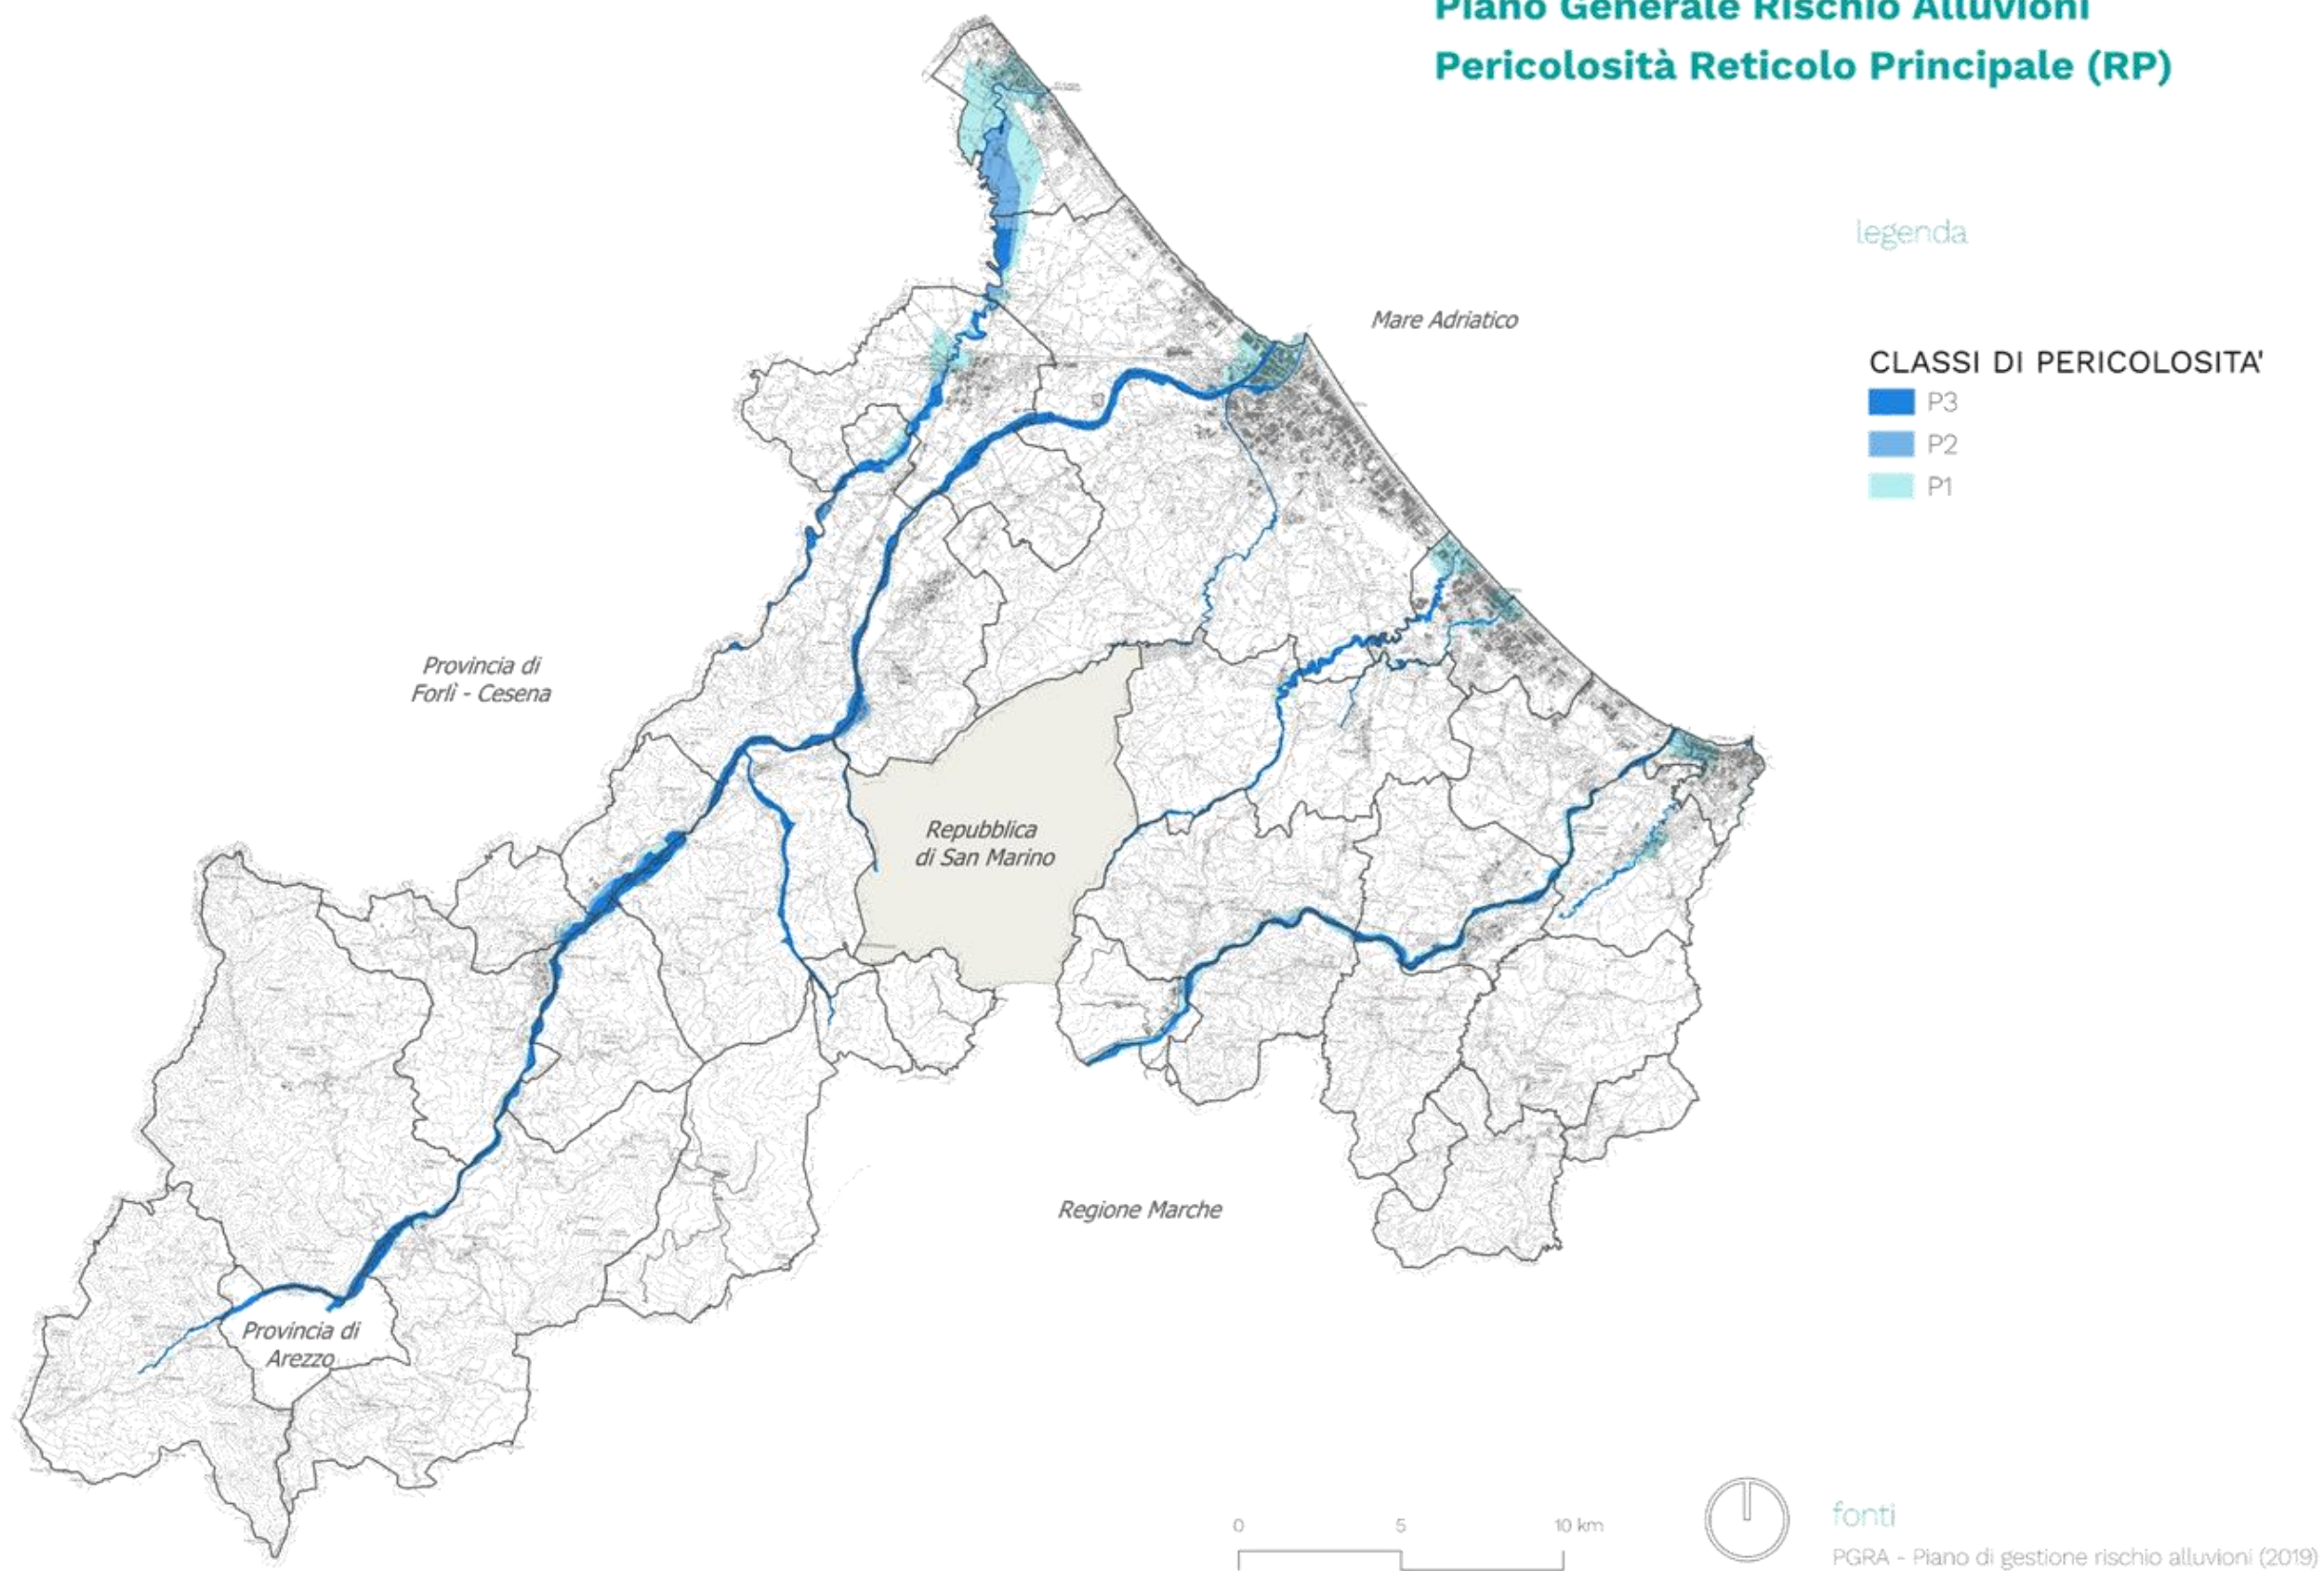 Piano Generale Rischio Alluvioni
Pericolosità Reticolo Principale (RP)
legenda
Mare Adriatico
CLASSI DI PERICOLOSITA'
P3
P2
P1
Provincia di
Forlì - Cesena
Repubblica
di San Marino
Regione Marche
Provincia di
Arezzo
0 5 10 km
fonti
PGRA - Piano di gestione rischio alluvioni (2019)